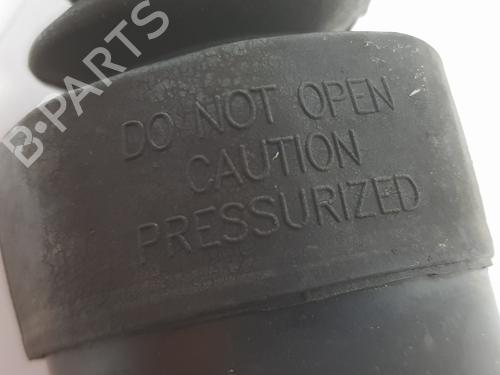 B-PARTS
DO NOT OPEN
CAUTION
PRESSURIZED